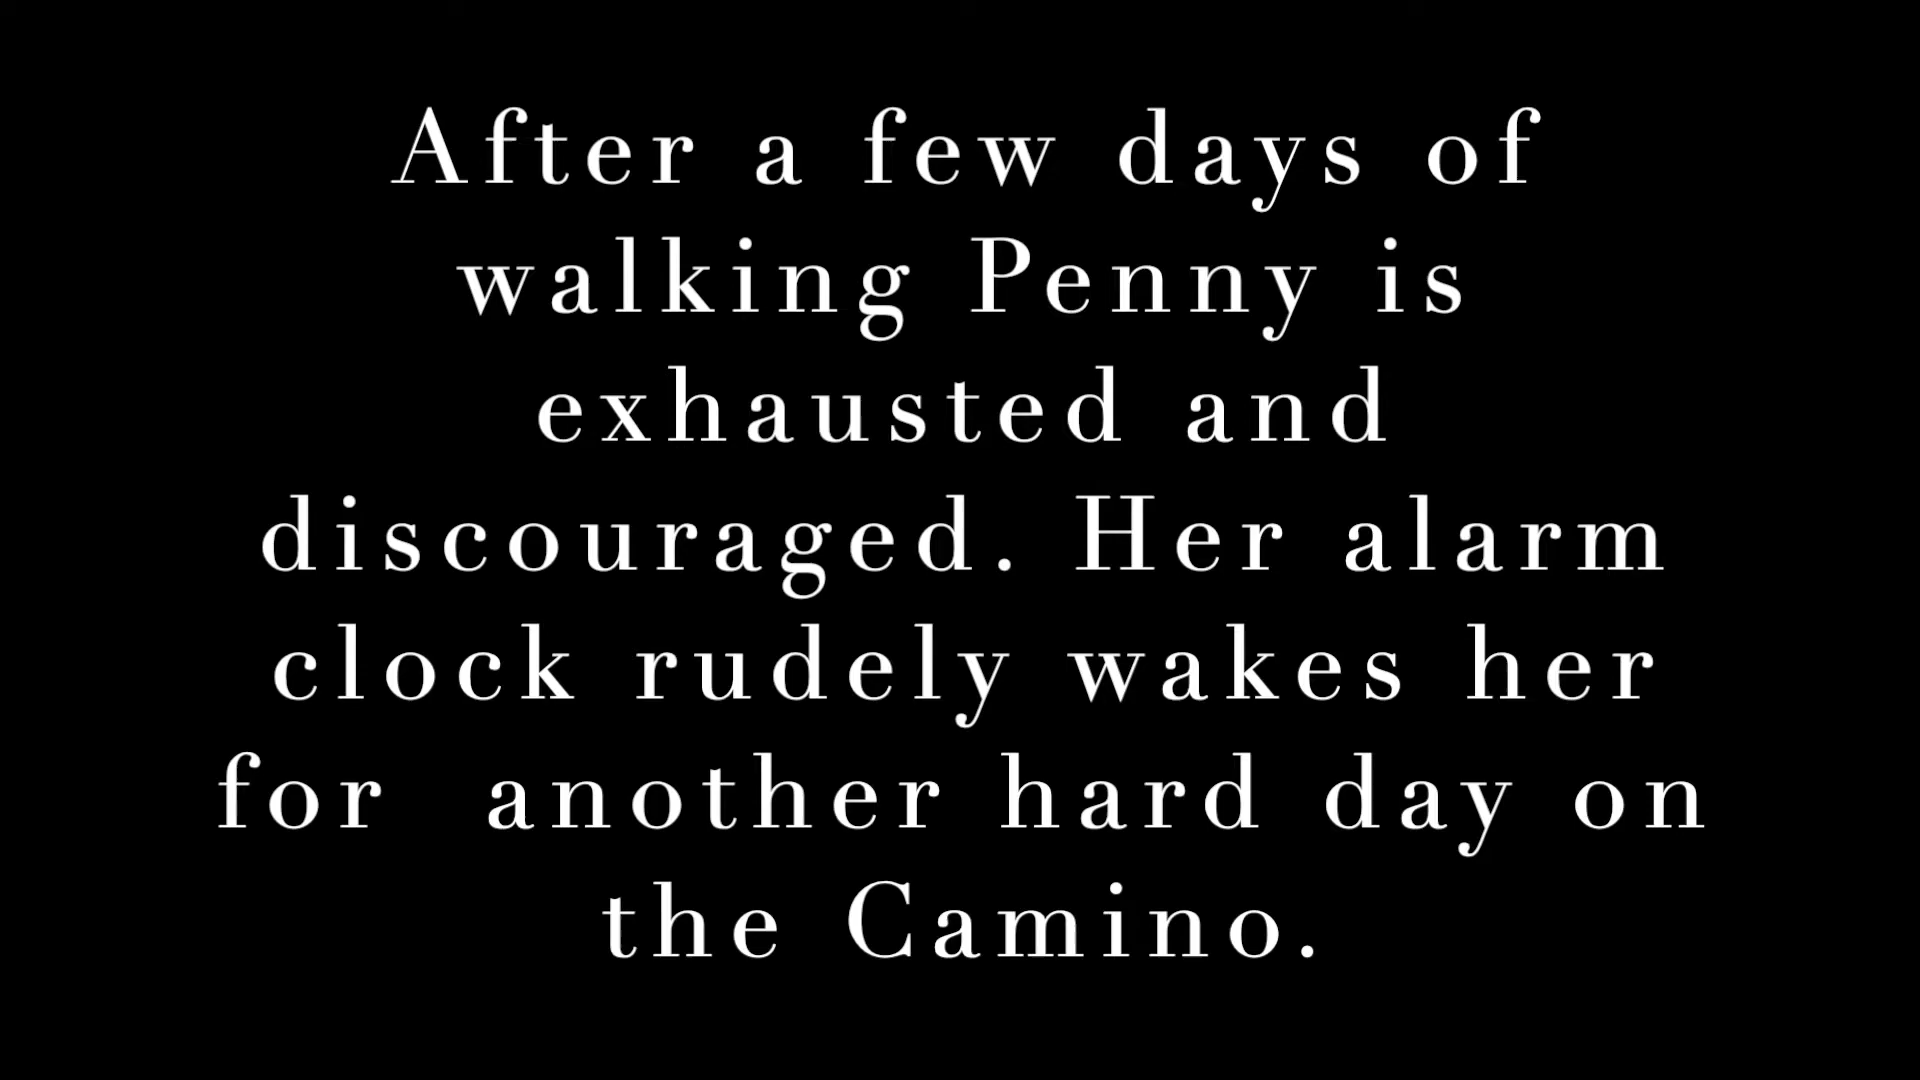 After a few days of
walking Penny is
exhausted and
discouraged. Her alarm
clock rudely wakes her
for  another hard day on
the Camino.